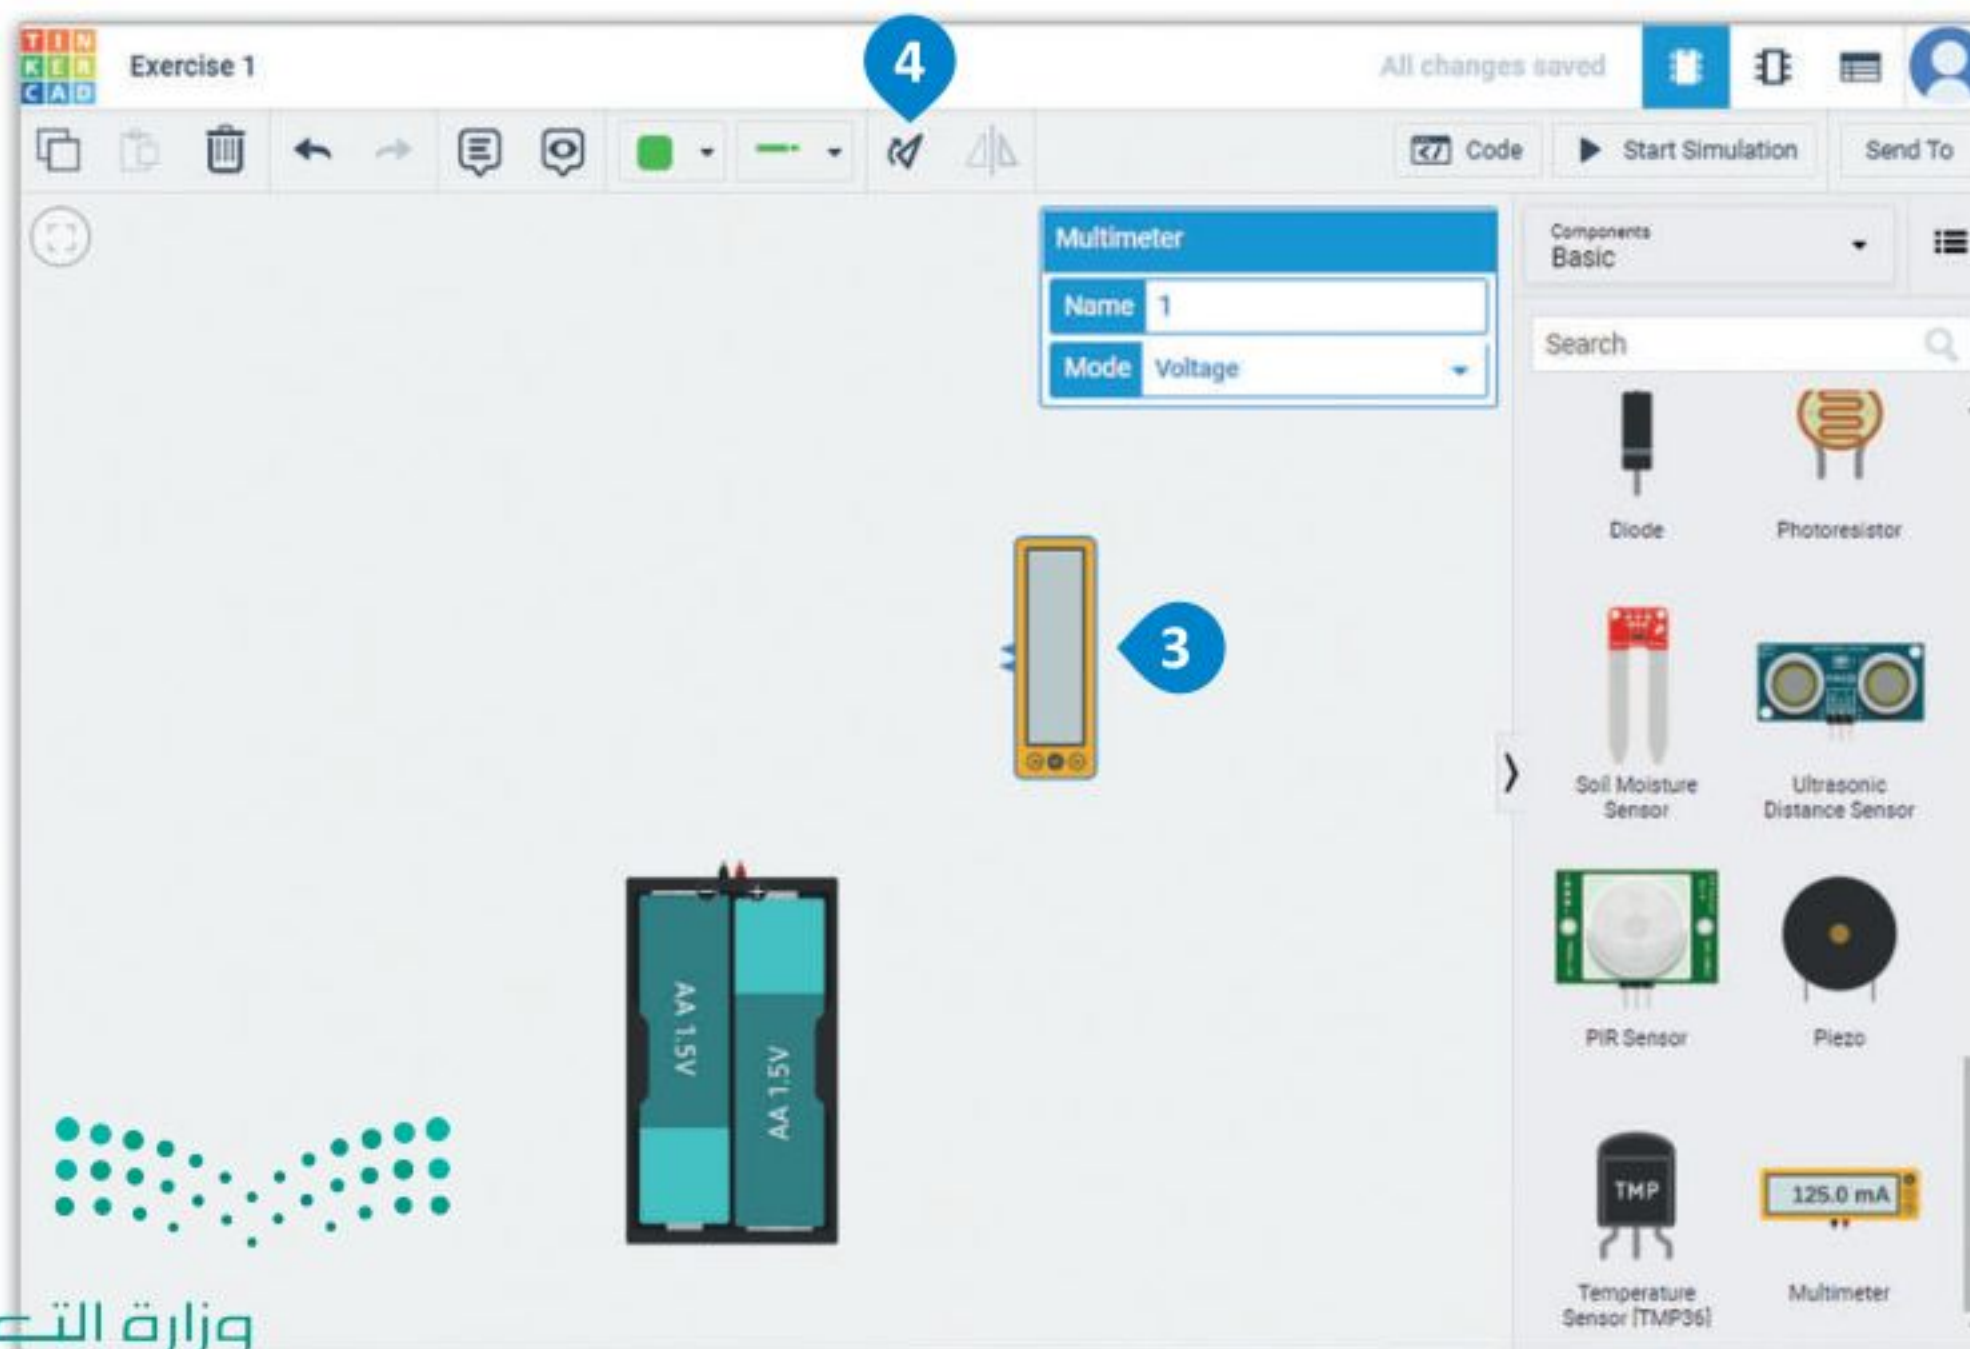 TIN
KER
CAD
Exercise 1
4
All changes saved
Code
Start Simulation
Send To
Multimeter
Name 1
Mode Voltage
Components
Basic
Search
Diode
Photoresistor
3
Soil Moisture
Sensor
Ultrasonic
Distance Sensor
PIR Sensor
Piezo
AA 1.5V
AA 1.5V
TMP
125.0 mA
Temperature
Sensor [TMP36]
Multimeter
وزارة